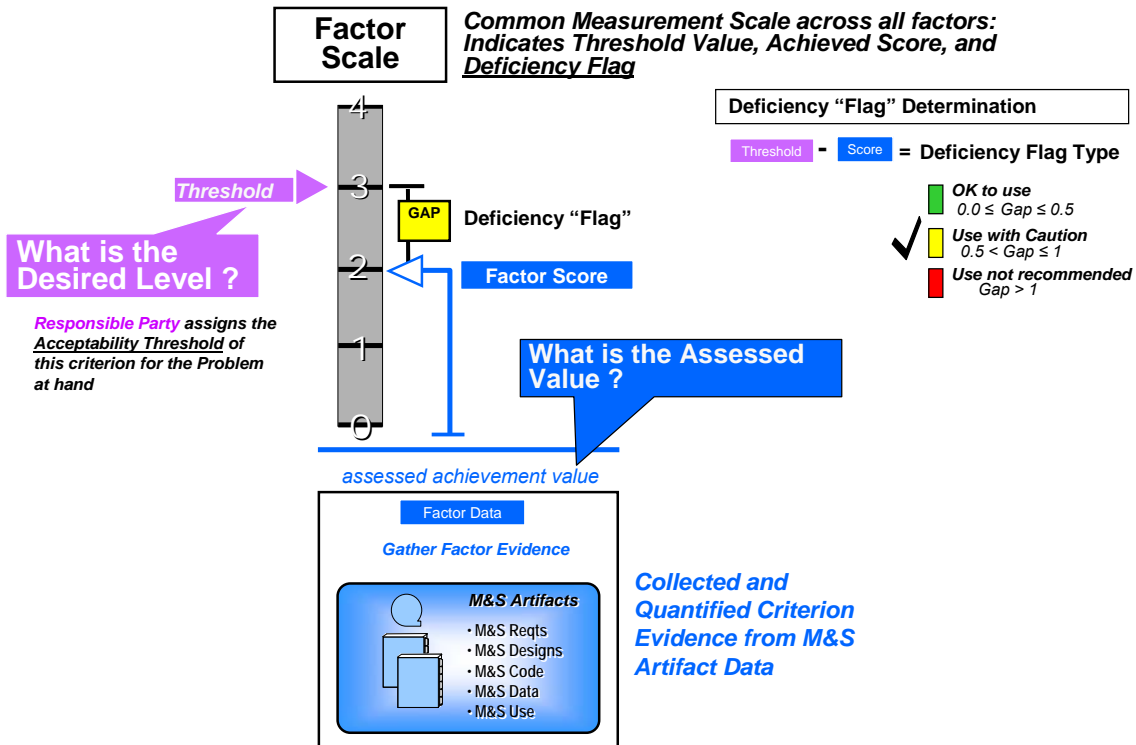 Factor
Scale
Common Measurement Scale across all factors:
Indicates Threshold Value, Achieved Score, and
Deficiency Flag
Deficiency “Flag” Determination
Threshold - Score = Deficiency Flag Type
OK to use
0.0 ≤ Gap ≤ 0.5
Use with Caution
0.5 < Gap ≤ 1
Use not recommended
Gap > 1
4
3
2
1
0
Threshold
GAP
Deficiency “Flag”
What is the
Desired Level ?
Factor Score
Responsible Party assigns the
Acceptability Threshold of
this criterion for the Problem
at hand
What is the Assessed
Value ?
assessed achievement value
Factor Data
Gather Factor Evidence
M&S Artifacts
• M&S Reqts
• M&S Designs
• M&S Code
• M&S Data
• M&S Use
Collected and
Quantified Criterion
Evidence from M&S
Artifact Data